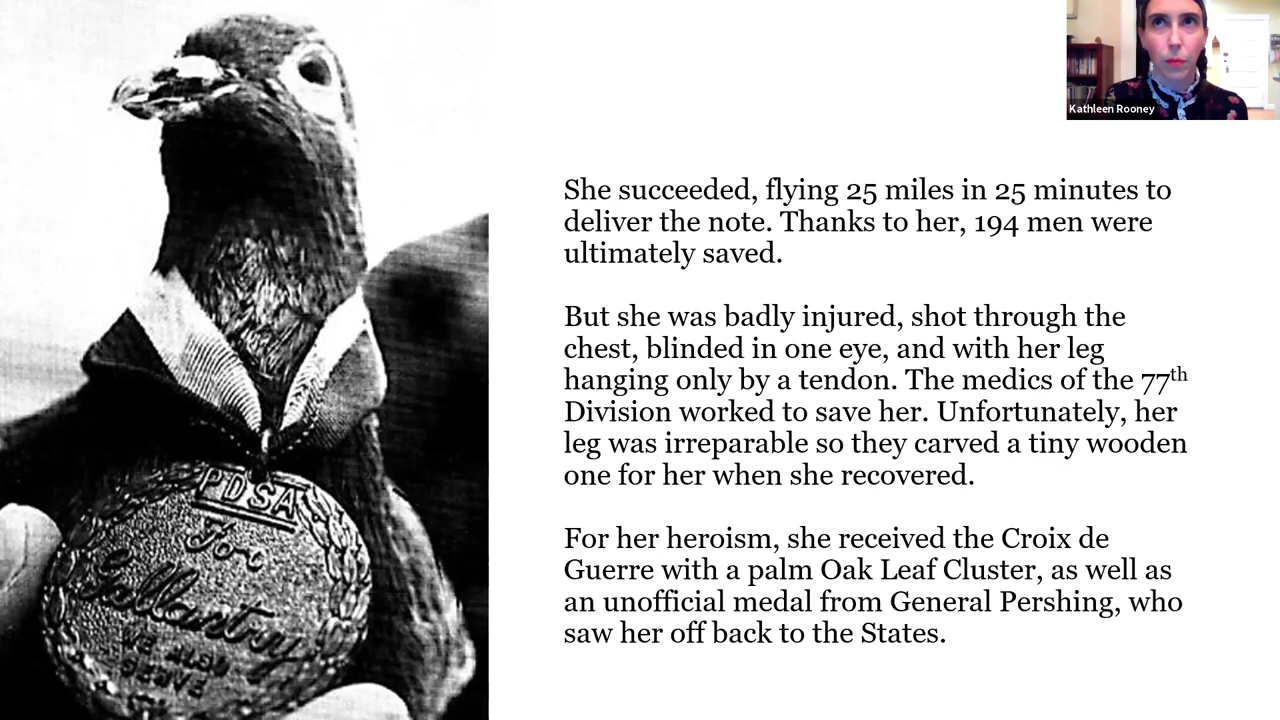 Kathleen Rooney
She succeeded, flying 25 miles in 25 minutes to
deliver the note. Thanks to her, 194 men were
ultimately saved.
But she was badly injured, shot through the
chest, blinded in one eye, and with her leg
hanging only by a tendon. The medics of the 77th
Division worked to save her. Unfortunately, her
leg was irreparable so they carved a tiny wooden
one for her when she recovered.
For her heroism, she received the Croix de
Guerre with a palm Oak Leaf Cluster, as well as
an unofficial medal from General Pershing, who
saw her off back to the States.
PDSA
For
Gallantry
WE ALSO
SERVE